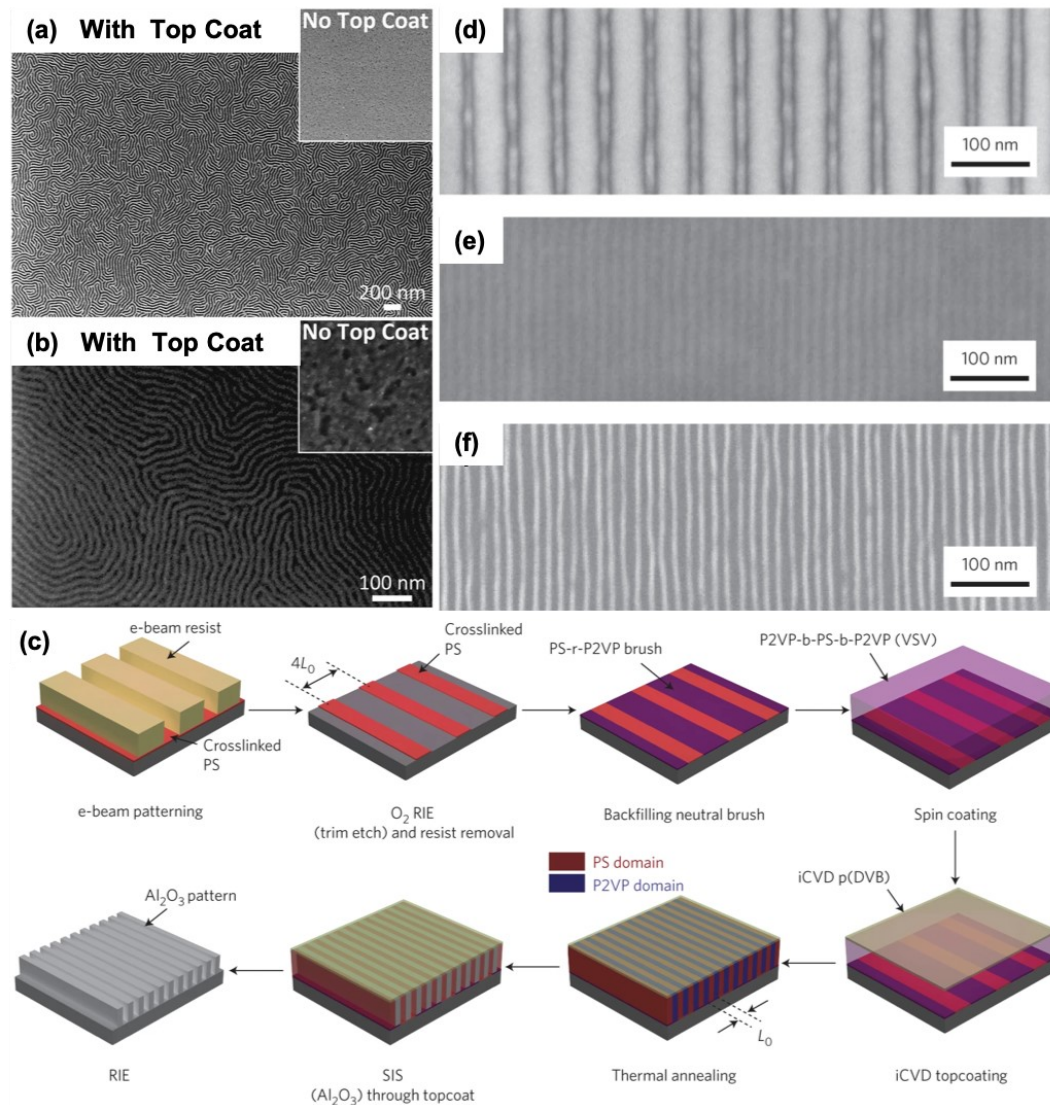 (a) With Top Coat
No Top Coat
200 nm
(b) With Top Coat
No Top Coat
100 nm
(d)
100 nm
(e)
100 nm
(f)
100 nm
(c)
e-beam resist
Crosslinked
PS
e-beam patterning
4L₀
Crosslinked
PS
O₂ RIE
(trim etch) and resist removal
PS-r-P2VP brush
Backfilling neutral brush
P2VP-b-PS-b-P2VP (VSV)
Spin coating
iCVD p(DVB)
iCVD topcoating
PS domain
P2VP domain
L₀
Thermal annealing
SIS
(Al₂O₃) through topcoat
Al₂O₃ pattern
RIE